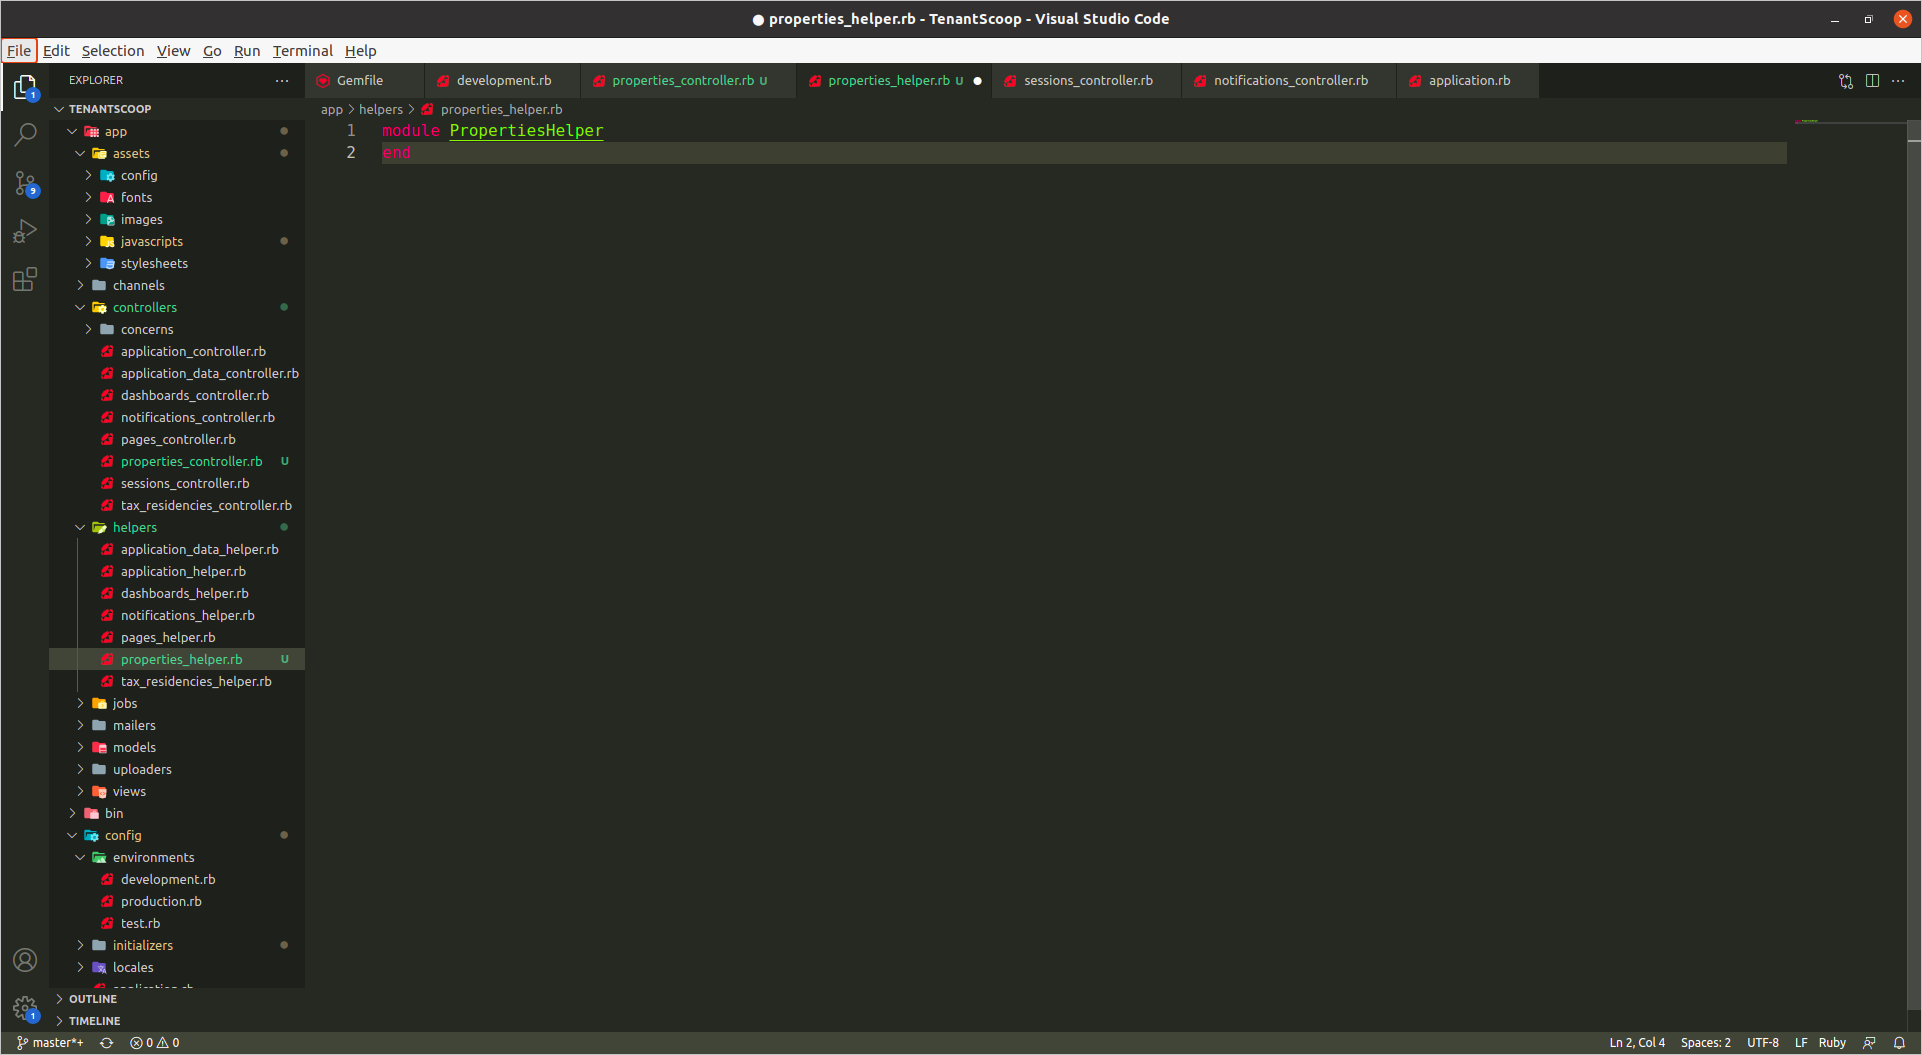 ● properties_helper.rb - TenantScoop - Visual Studio Code
File Edit Selection View Go Run Terminal Help
EXPLORER
Gemfile development.rb properties_controller.rb U properties_helper.rb U sessions_controller.rb notifications_controller.rb application.rb
app > helpers > properties_helper.rb
1 module PropertiesHelper
2 end
TENANTSCOOP
app
assets
config
fonts
images
javascripts
stylesheets
channels
controllers
concerns
application_controller.rb
application_data_controller.rb
dashboards_controller.rb
notifications_controller.rb
pages_controller.rb
properties_controller.rb U
sessions_controller.rb
tax_residencies_controller.rb
helpers
application_data_helper.rb
application_helper.rb
dashboards_helper.rb
notifications_helper.rb
pages_helper.rb
properties_helper.rb U
tax_residencies_helper.rb
jobs
mailers
models
uploaders
views
bin
config
environments
development.rb
production.rb
test.rb
initializers
locales
application.rb
OUTLINE
TIMELINE
1
9
1
master*+ 0 0 Ln 2, Col 4 Spaces: 2 UTF-8 LF Ruby